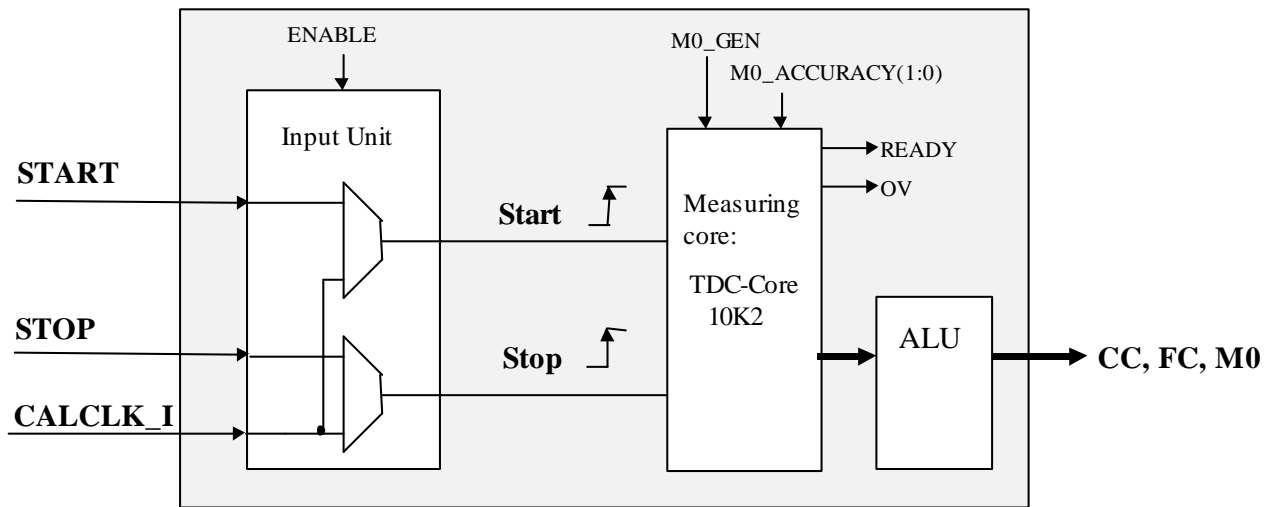 ENABLE
M0_GEN
M0_ACCURACY(1:0)
Input Unit
READY
START
OV
Start
Measuring
core:
TDC-Core
10K2
STOP
Stop
ALU
CC, FC, M0
CALCLK_I